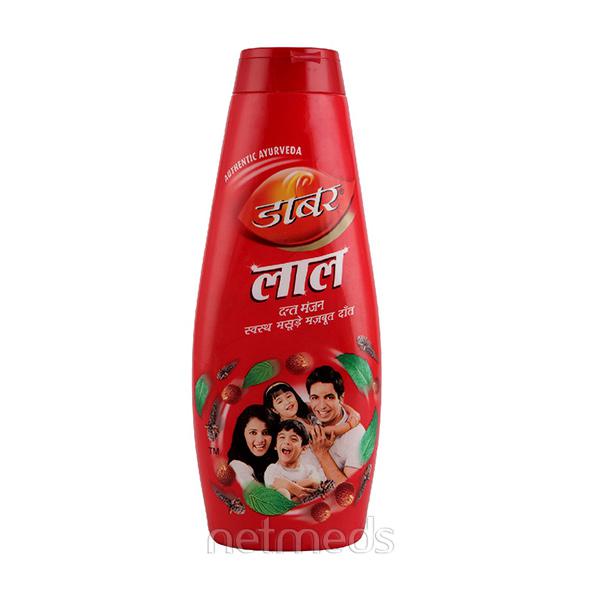 AUTHENTIC AYURVEDA
डाबर®
लाल
दन्त मंजन
स्वस्थ मसूड़े मज़बूत दाँत
TM
netmeds